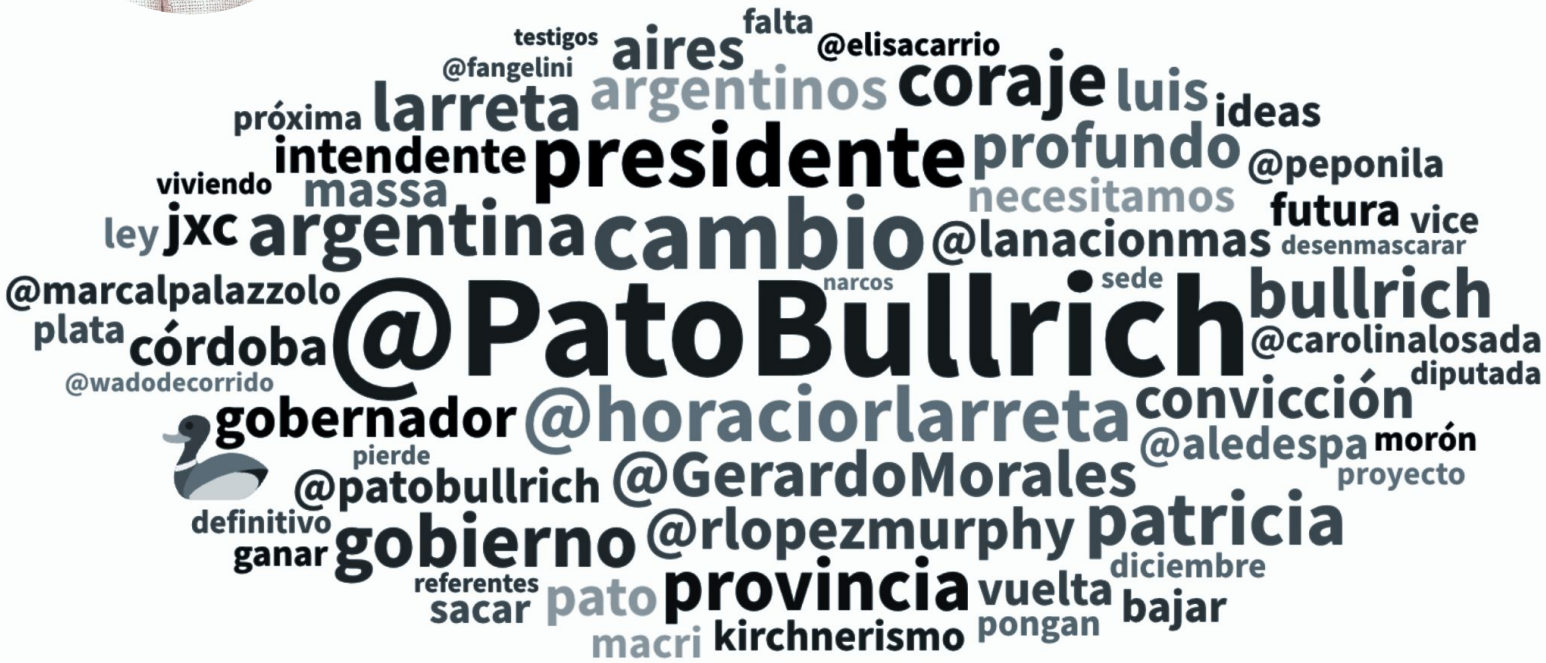 falta
testigos aires @elisacarrio
@fangelini argentinos coraje luis
próxima larreta ideas
intendente presidente profundo @peponila
viviendo massa necesitamos
ley jxc argentina cambio @lanacionmas futura vice
desenmascarar
@marcalpalazzolo narcos sede bullrich
plata córdoba @PatoBullrich @carolinalosada
@wadodecorrido diputada
gobernador @horaciorlarreta convicción
pierde @aledespa morón
@patobullrich @GerardoMorales proyecto
definitivo
ganar gobierno @rlopezmurphy patricia
referentes diciembre
sacar pato provincia vuelta bajar
macri kirchnerismo pongan